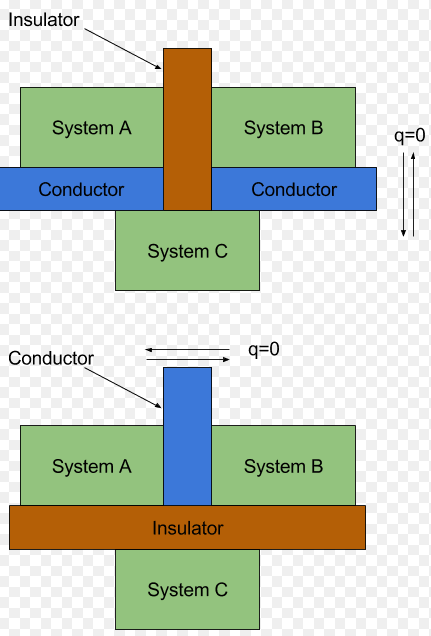 Insulator
System A
System B
q=0
Conductor
Conductor
System C
q=0
Conductor
System A
System B
Insulator
System C